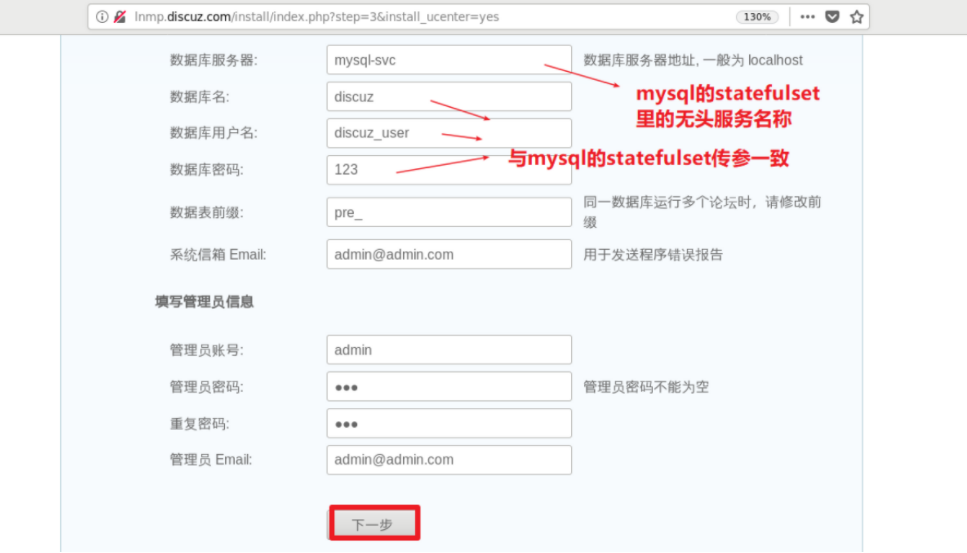 lnmp.discuz.com/install/index.php?step=3&install_ucenter=yes 130%
数据库服务器: mysql-svc 数据库服务器地址, 一般为 localhost
mysql的statefulset
里的无头服务名称
数据库名: discuz
数据库用户名: discuz_user
与mysql的statefulset传参一致
数据库密码: 123
数据表前缀: pre_ 同一数据库运行多个论坛时，请修改前
缀
系统信箱 Email: admin@admin.com 用于发送程序错误报告
填写管理员信息
管理员账号: admin
管理员密码: ●●● 管理员密码不能为空
重复密码: ●●●
管理员 Email: admin@admin.com
下一步